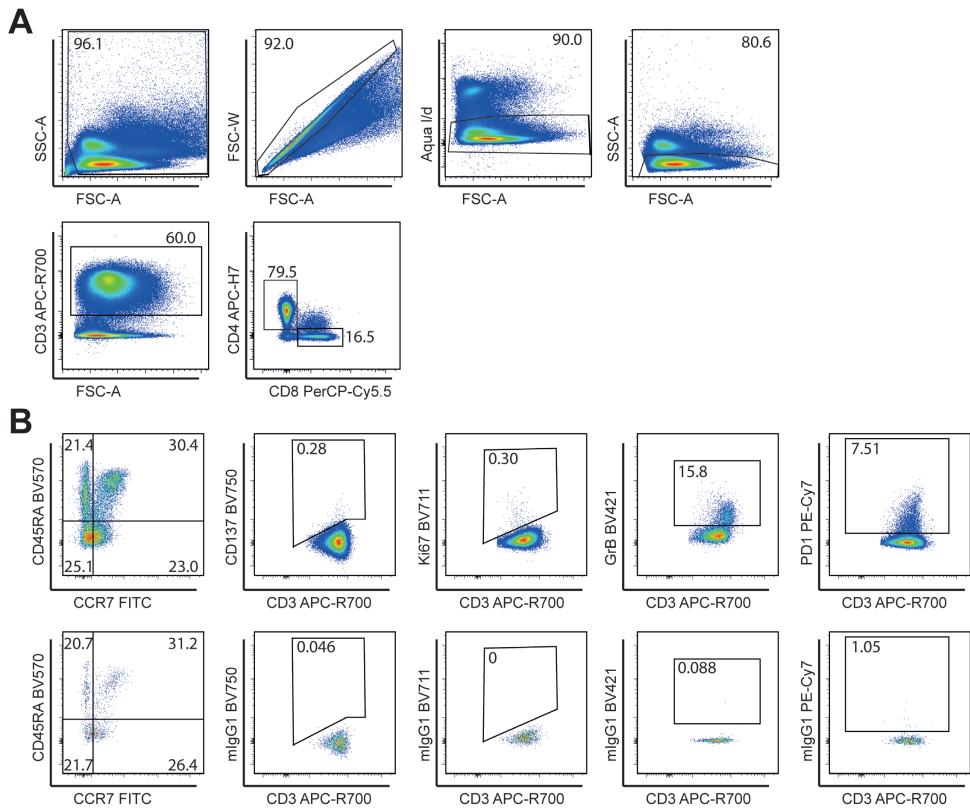 A
96.1
SSC-A
FSC-A
92.0
FSC-W
FSC-A
90.0
Aqua l/d
FSC-A
80.6
SSC-A
FSC-A
60.0
CD3 APC-R700
FSC-A
79.5
16.5
CD4 APC-H7
CD8 PerCP-Cy5.5
B
21.4
30.4
25.1
23.0
CD45RA BV570
CCR7 FITC
0.28
CD137 BV750
CD3 APC-R700
0.30
Ki67 BV711
CD3 APC-R700
15.8
GrB BV421
CD3 APC-R700
7.51
PD1 PE-Cy7
CD3 APC-R700
20.7
31.2
21.7
26.4
CD45RA BV570
CCR7 FITC
0.046
mIgG1 BV750
CD3 APC-R700
0
mIgG1 BV711
CD3 APC-R700
0.088
mIgG1 BV421
CD3 APC-R700
1.05
mIgG1 PE-Cy7
CD3 APC-R700